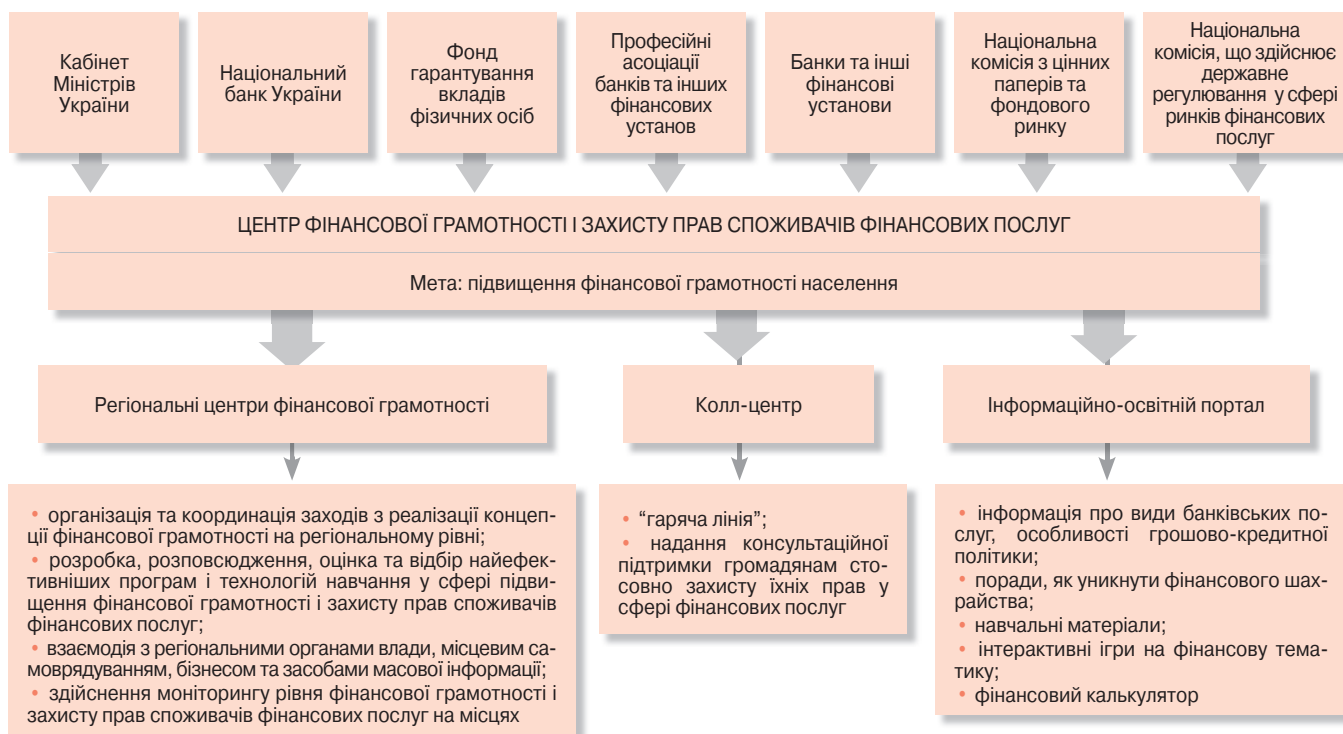 Кабінет
Міністрів
України
Національний
банк України
Фонд
гарантування
вкладів
фізичних осіб
Професійні
асоціації
банків та інших
фінансових
установ
Банки та інші
фінансові
установи
Національна
комісія з цінних
паперів та
фондового
ринку
Національна
комісія, що здійснює
державне
регулювання у сфері
ринків фінансових
послуг
ЦЕНТР ФІНАНСОВОЇ ГРАМОТНОСТІ І ЗАХИСТУ ПРАВ СПОЖИВАЧІВ ФІНАНСОВИХ ПОСЛУГ
Мета: підвищення фінансової грамотності населення
Регіональні центри фінансової грамотності
Колл-центр
Інформаційно-освітній портал
• організація та координація заходів з реалізації концеп-
ції фінансової грамотності на регіональному рівні;
• розробка, розповсюдження, оцінка та відбір найефек-
тивніших програм і технологій навчання у сфері підви-
щення фінансової грамотності і захисту прав споживачів
фінансових послуг;
• взаємодія з регіональними органами влади, місцевим са-
моврядуванням, бізнесом та засобами масової інформації;
• здійснення моніторингу рівня фінансової грамотності і
захисту прав споживачів фінансових послуг на місцях
• “гаряча лінія”;
• надання консультаційної
підтримки громадянам сто-
совно захисту їхніх прав у
сфері фінансових послуг
• інформація про види банківських по-
слуг, особливості грошово-кредитної
політики;
• поради, як уникнути фінансового шах-
райства;
• навчальні матеріали;
• інтерактивні ігри на фінансову тема-
тику;
• фінансовий калькулятор